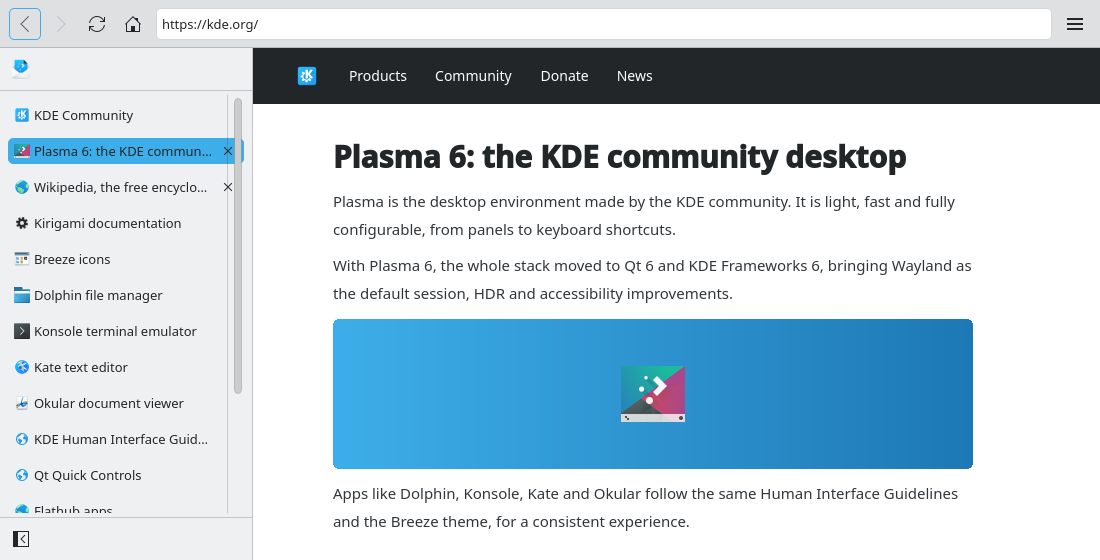 https://kde.org/
Products Community Donate News
KDE Community
Plasma 6: the KDE commun...
Wikipedia, the free encyclo...
Kirigami documentation
Breeze icons
Dolphin file manager
Konsole terminal emulator
Kate text editor
Okular document viewer
KDE Human Interface Guid...
Qt Quick Controls
Flathub apps
Plasma 6: the KDE community desktop
Plasma is the desktop environment made by the KDE community. It is light, fast and fully
configurable, from panels to keyboard shortcuts.
With Plasma 6, the whole stack moved to Qt 6 and KDE Frameworks 6, bringing Wayland as
the default session, HDR and accessibility improvements.
Apps like Dolphin, Konsole, Kate and Okular follow the same Human Interface Guidelines
and the Breeze theme, for a consistent experience.